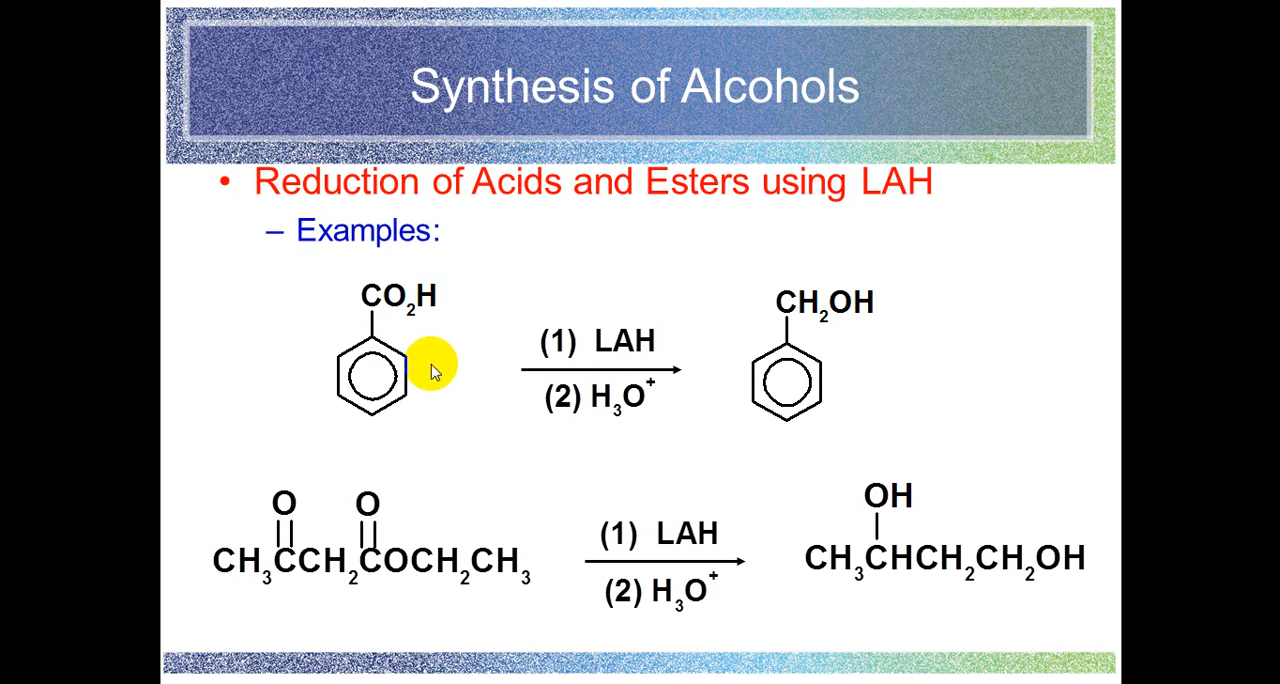 Synthesis of Alcohols
• Reduction of Acids and Esters using LAH
– Examples:
CO₂H
(1) LAH
(2) H₃O⁺
CH₂OH
O O
CH₃CCH₂COCH₂CH₃
(1) LAH
(2) H₃O⁺
OH
CH₃CHCH₂CH₂OH